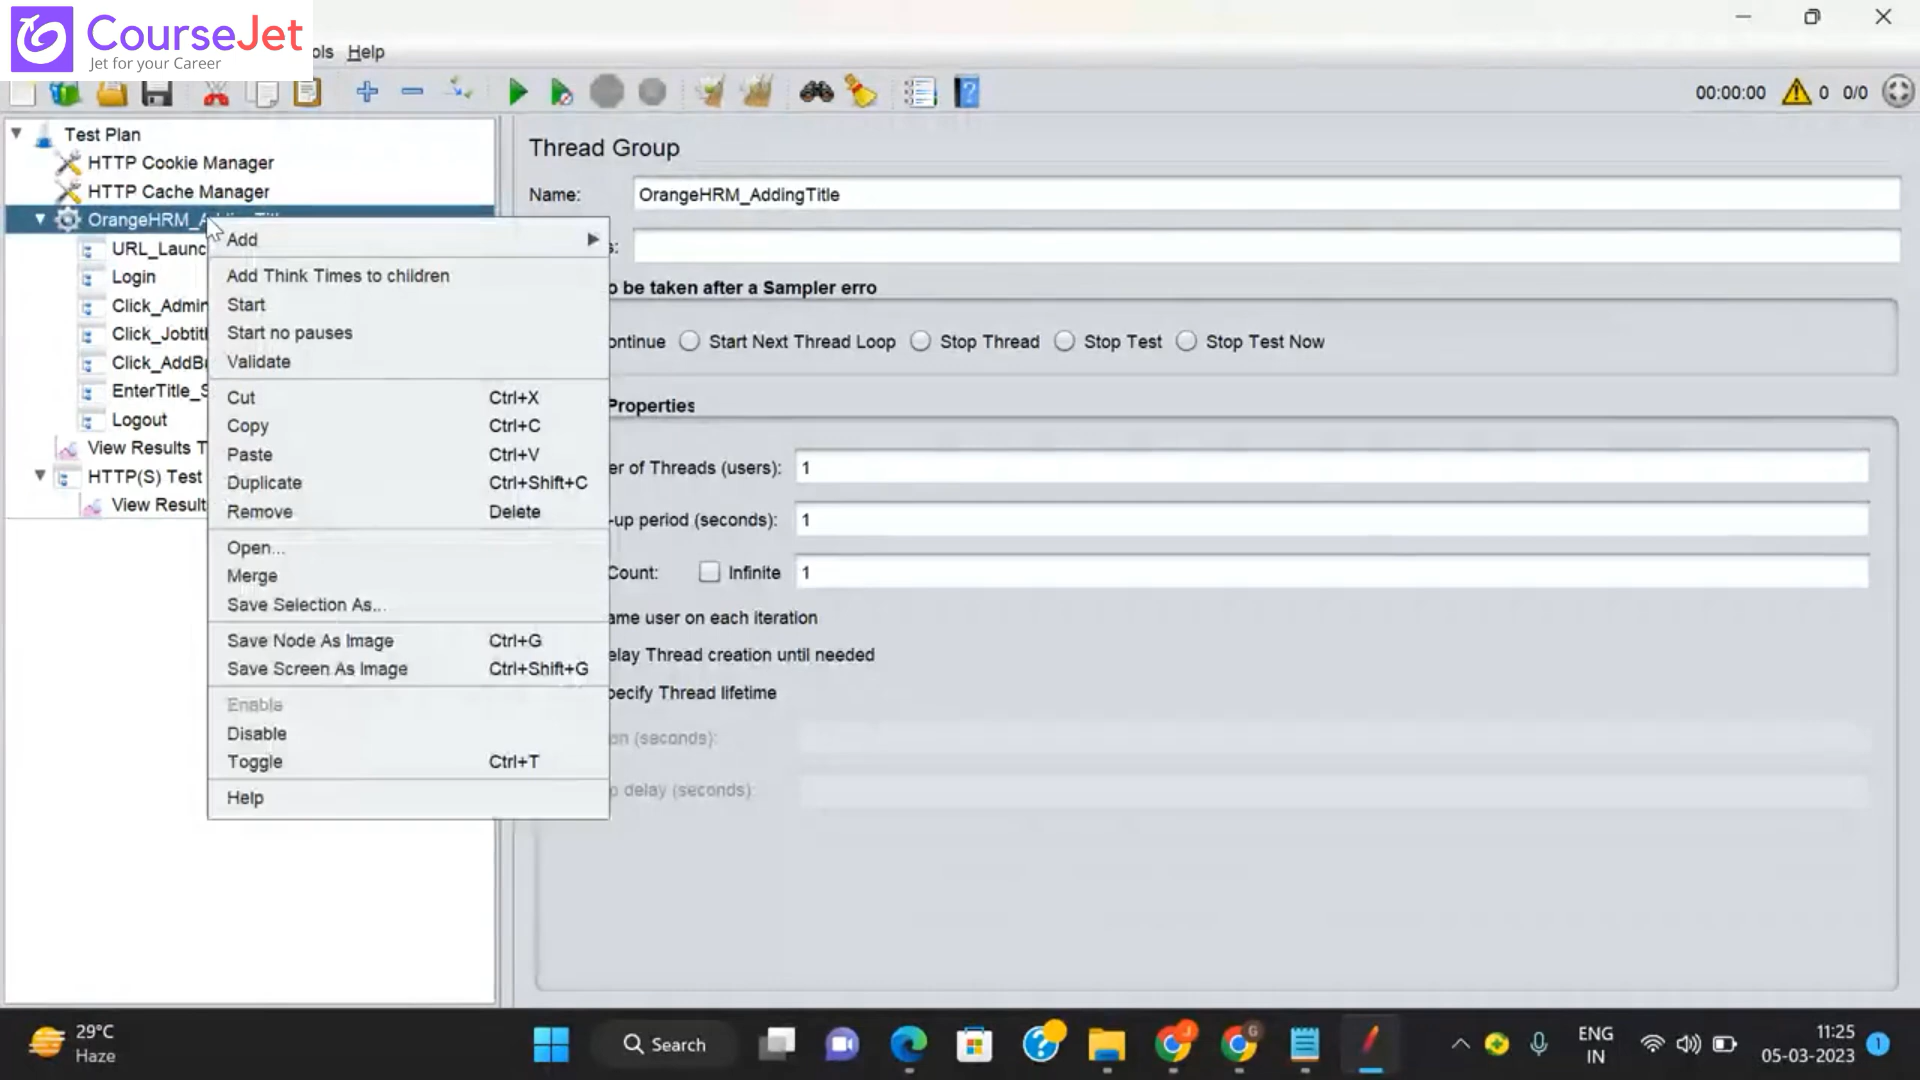 CourseJet
Jet for your Career
ols Help
00:00:00 0 0/0
Test Plan
HTTP Cookie Manager
HTTP Cache Manager
OrangeHRM_AddingTitle
URL_Launc
Login
Click_Admin
Click_Jobtitl
Click_AddB
EnterTitle_S
Logout
View Results T
HTTP(S) Test
View Result
Add
Add Think Times to children
Start
Start no pauses
Validate
Cut Ctrl+X
Copy Ctrl+C
Paste Ctrl+V
Duplicate Ctrl+Shift+C
Remove Delete
Open...
Merge
Save Selection As...
Save Node As Image Ctrl+G
Save Screen As Image Ctrl+Shift+G
Enable
Disable
Toggle Ctrl+T
Help
Thread Group
Name: OrangeHRM_AddingTitle
s:
o be taken after a Sampler erro
ontinue Start Next Thread Loop Stop Thread Stop Test Stop Test Now
Properties
er of Threads (users): 1
-up period (seconds): 1
Count: Infinite 1
ame user on each iteration
elay Thread creation until needed
pecify Thread lifetime
on (seconds):
p delay (seconds):
29°C
Haze
Search
ENG
IN
11:25
05-03-2023
1